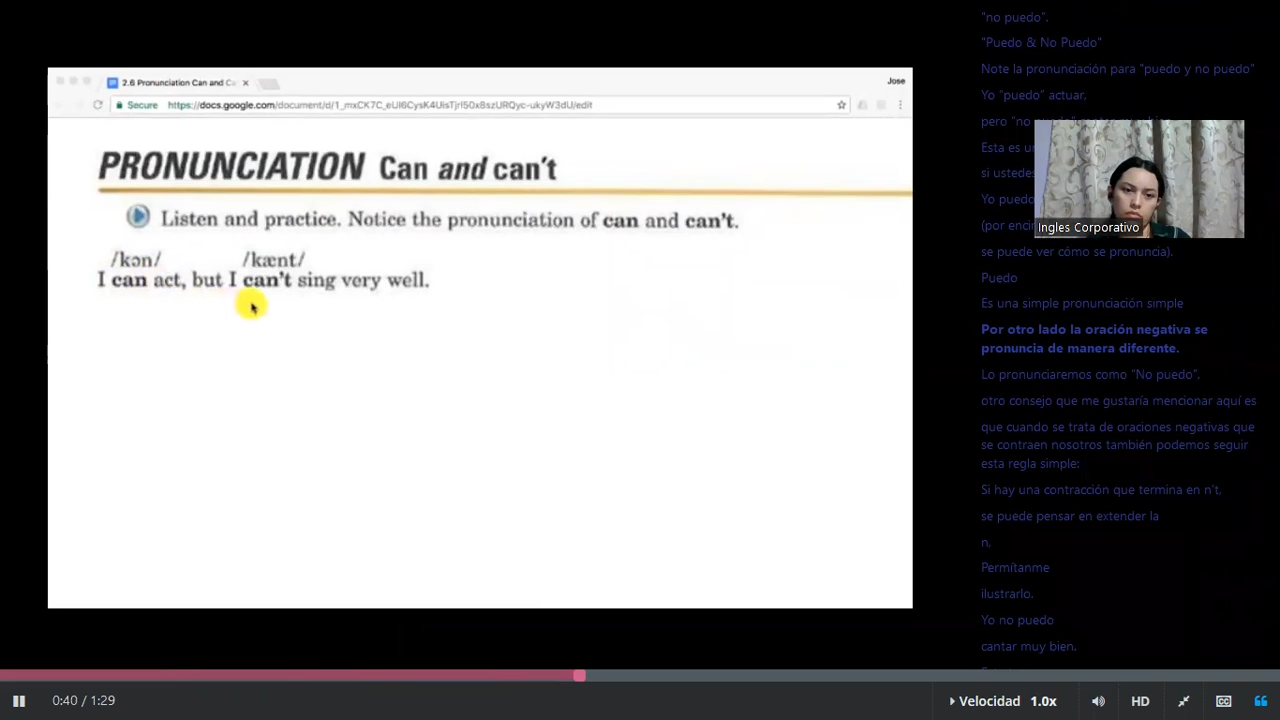 2.6 Pronunciation Can and Ca
Jose
Secure
https://docs.google.com/document/d/1_mxCK7C_eUl6CysK4UisTjrl50x8szURQyc-ukyW3dU/edit
PRONUNCIATION Can and can't
Listen and practice. Notice the pronunciation of can and can't.
/kən/ /kænt/
I can act, but I can't sing very well.
"no puedo".
"Puedo & No Puedo"
Note la pronunciación para "puedo y no puedo"
Yo "puedo" actuar,
pero "no
Esta es
si ustedes
Yo puedo
(por encim
se puede ver cómo se pronuncia).
Puedo
Es una simple pronunciación simple
Por otro lado la oración negativa se
pronuncia de manera diferente.
Lo pronunciaremos como "No puedo",
otro consejo que me gustaría mencionar aquí es
que cuando se trata de oraciones negativas que
se contraen nosotros también podemos seguir
esta regla simple:
Si hay una contracción que termina en n't,
se puede pensar en extender la
n.
Permítanme
ilustrarlo.
Yo no puedo
cantar muy bien.
Ingles Corporativo
0:40 / 1:29
Velocidad 1.0x
HD
CC